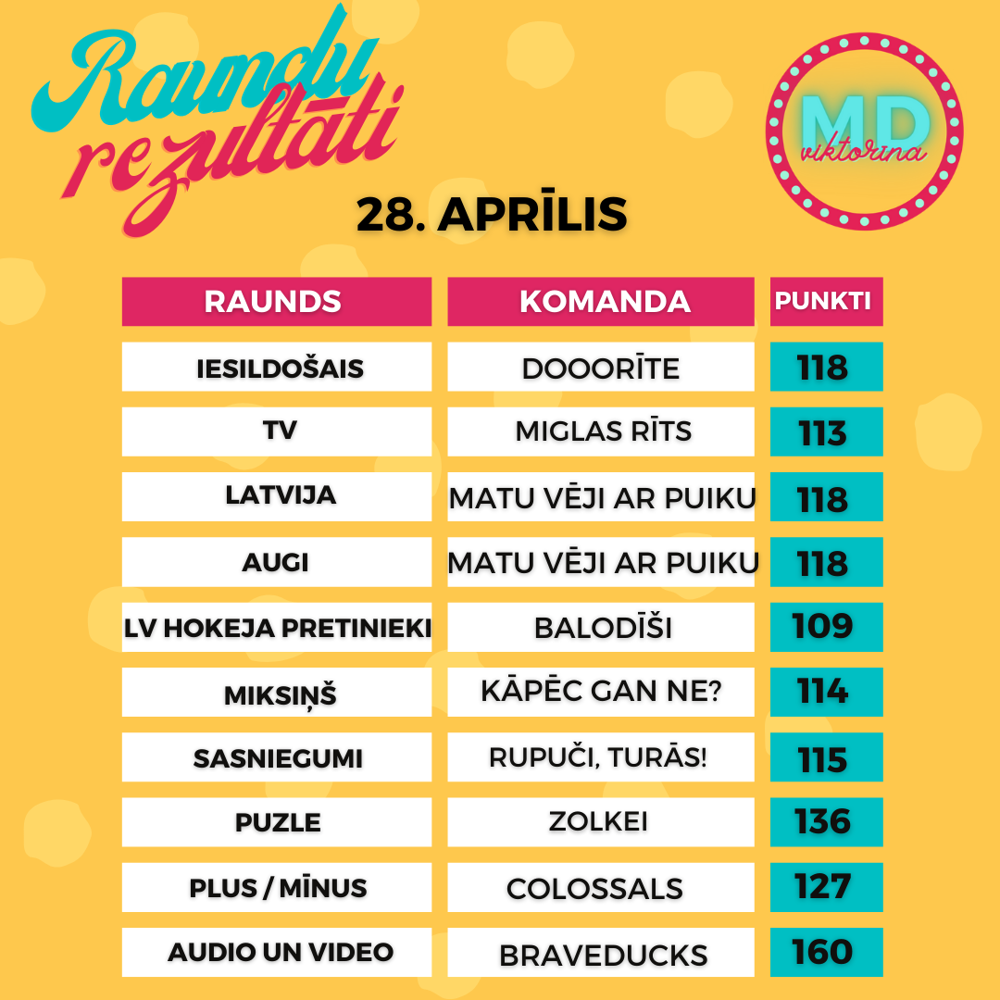 Raundu
rezultāti
MD
viktorīna
28. APRĪLIS
RAUNDS KOMANDA PUNKTI
IESILDOŠAIS DOOORĪTE 118
TV MIGLAS RĪTS 113
LATVIJA MATU VĒJI AR PUIKU 118
AUGI MATU VĒJI AR PUIKU 118
LV HOKEJA PRETINIEKI BALODĪŠI 109
MIKSIŅŠ KĀPĒC GAN NE? 114
SASNIEGUMI RUPUČI, TURĀS! 115
PUZLE ZOLKEI 136
PLUS / MĪNUS COLOSSALS 127
AUDIO UN VIDEO BRAVEDUCKS 160